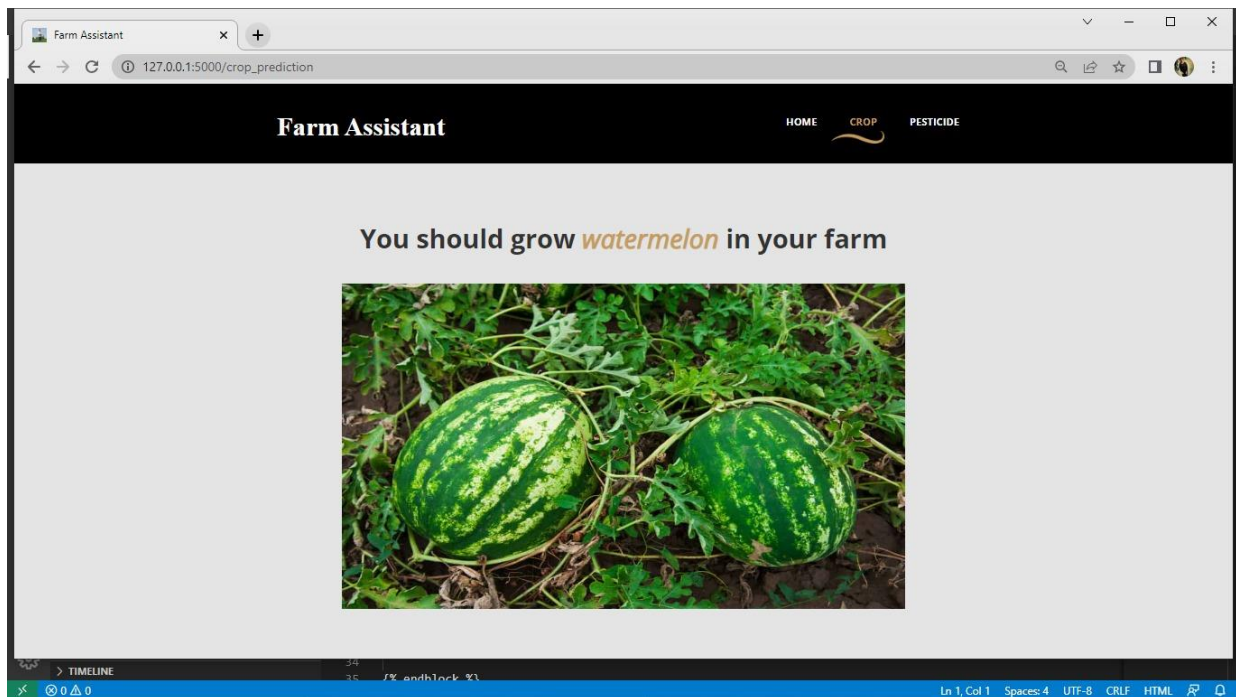 Farm Assistant
127.0.0.1:5000/crop_prediction
Farm Assistant
HOME CROP PESTICIDE
You should grow watermelon in your farm
34
> TIMELINE
35 {% endblock %}
0 0 Ln 1, Col 1 Spaces: 4 UTF-8 CRLF HTML